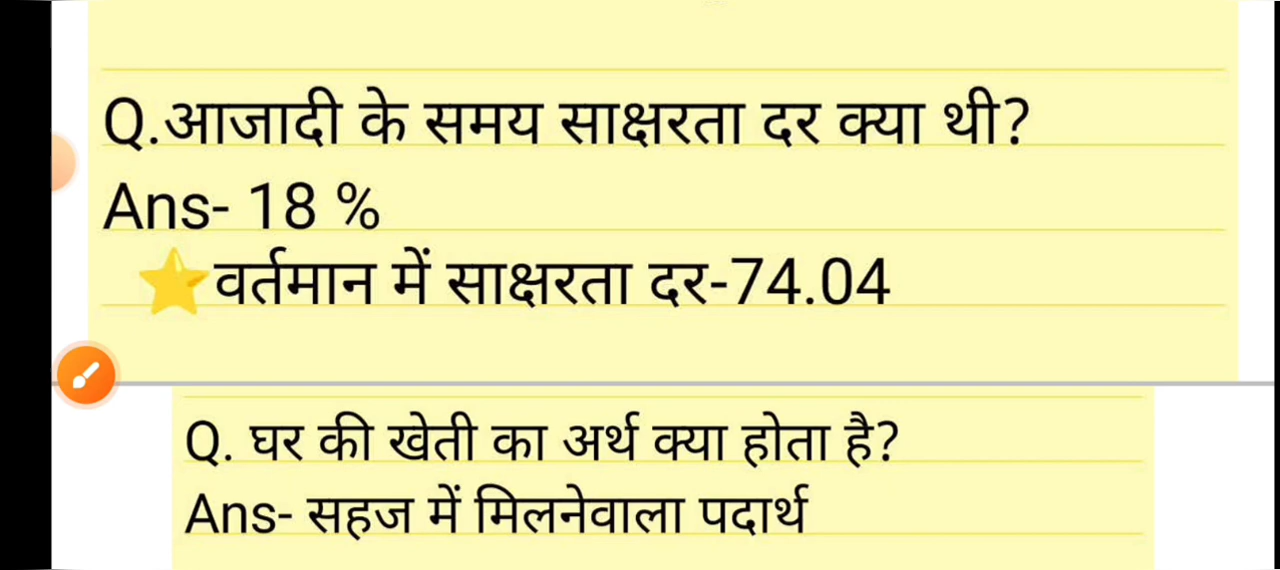 Q.आजादी के समय साक्षरता दर क्या थी?
Ans- 18 %
वर्तमान में साक्षरता दर-74.04
Q. घर की खेती का अर्थ क्या होता है?
Ans- सहज में मिलनेवाला पदार्थ